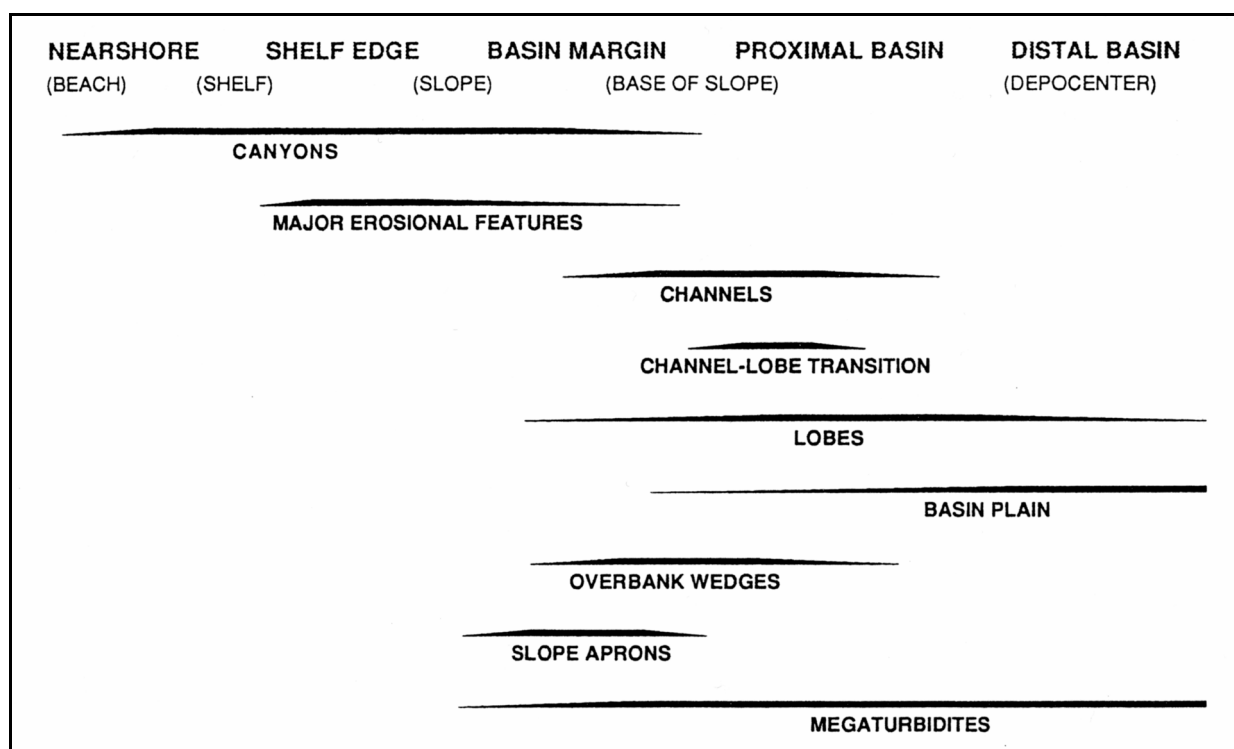 NEARSHORE SHELF EDGE BASIN MARGIN PROXIMAL BASIN DISTAL BASIN
(BEACH) (SHELF) (SLOPE) (BASE OF SLOPE) (DEPOCENTER)
CANYONS
MAJOR EROSIONAL FEATURES
CHANNELS
CHANNEL-LOBE TRANSITION
LOBES
BASIN PLAIN
OVERBANK WEDGES
SLOPE APRONS
MEGATURBIDITES